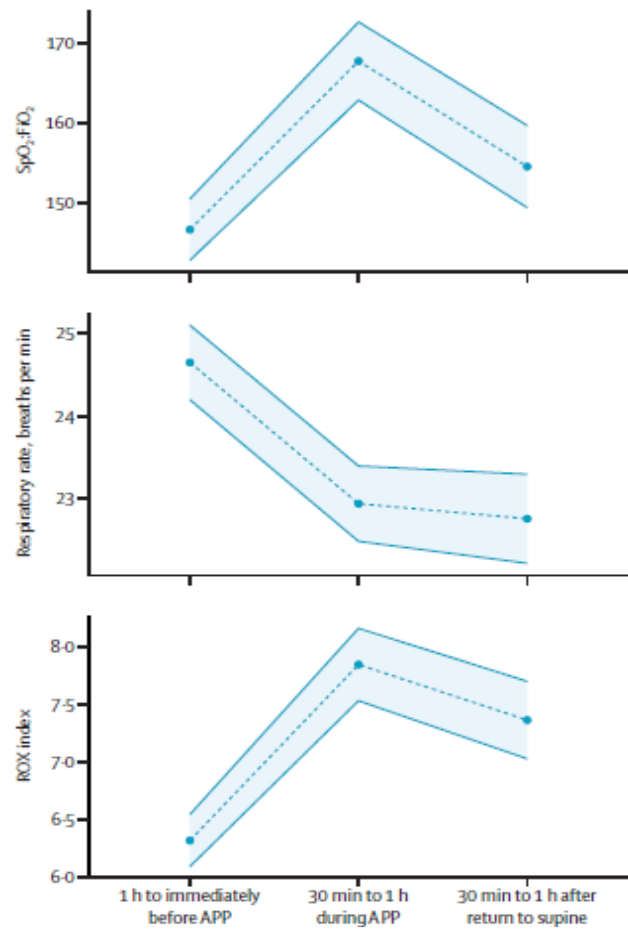 SpO₂:FiO₂
170
160
150
Respiratory rate, breaths per min
25
24
23
ROX index
8·0
7·5
7·0
6·5
6·0
1 h to immediately
before APP
30 min to 1 h
during APP
30 min to 1 h after
return to supine